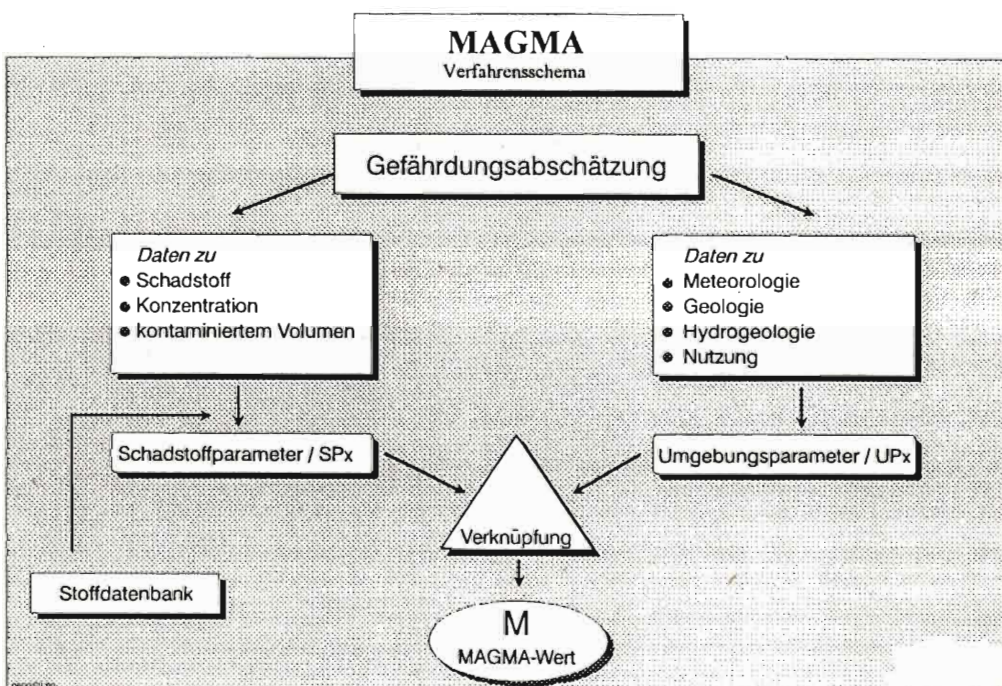 MAGMA
Verfahrensschema
Gefährdungsabschätzung
Daten zu
Schadstoff
Konzentration
kontaminiertem Volumen
Daten zu
Meteorologie
Geologie
Hydrogeologie
Nutzung
Schadstoffparameter / SPx
Umgebungsparameter / UPx
Verknüpfung
Stoffdatenbank
M
MAGMA-Wert